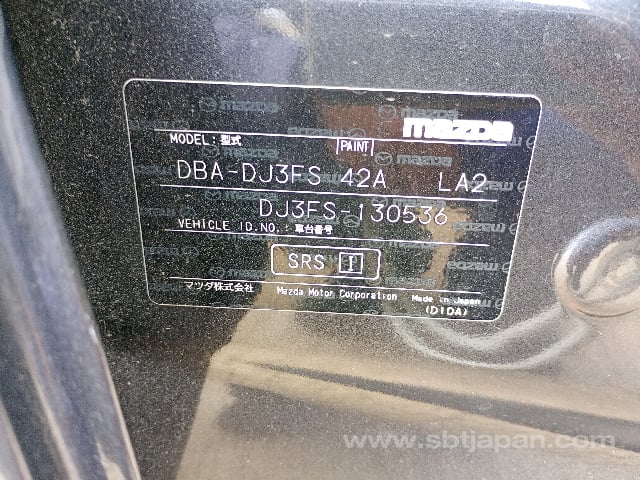 mazda
MODEL:型式 PAINT
DBA-DJ3FS 42A LA2
DJ3FS-130536
VEHICLE ID.NO.:車台番号
SRS I
マツダ株式会社 Mazda Motor Corporation Made in Japan
(D10A)
www.sbtjapan.com